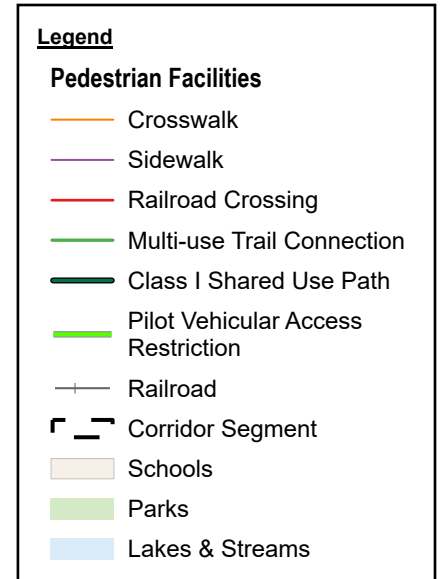 Legend
Pedestrian Facilities
Crosswalk
Sidewalk
Railroad Crossing
Multi-use Trail Connection
Class I Shared Use Path
Pilot Vehicular Access
Restriction
Railroad
Corridor Segment
Schools
Parks
Lakes & Streams